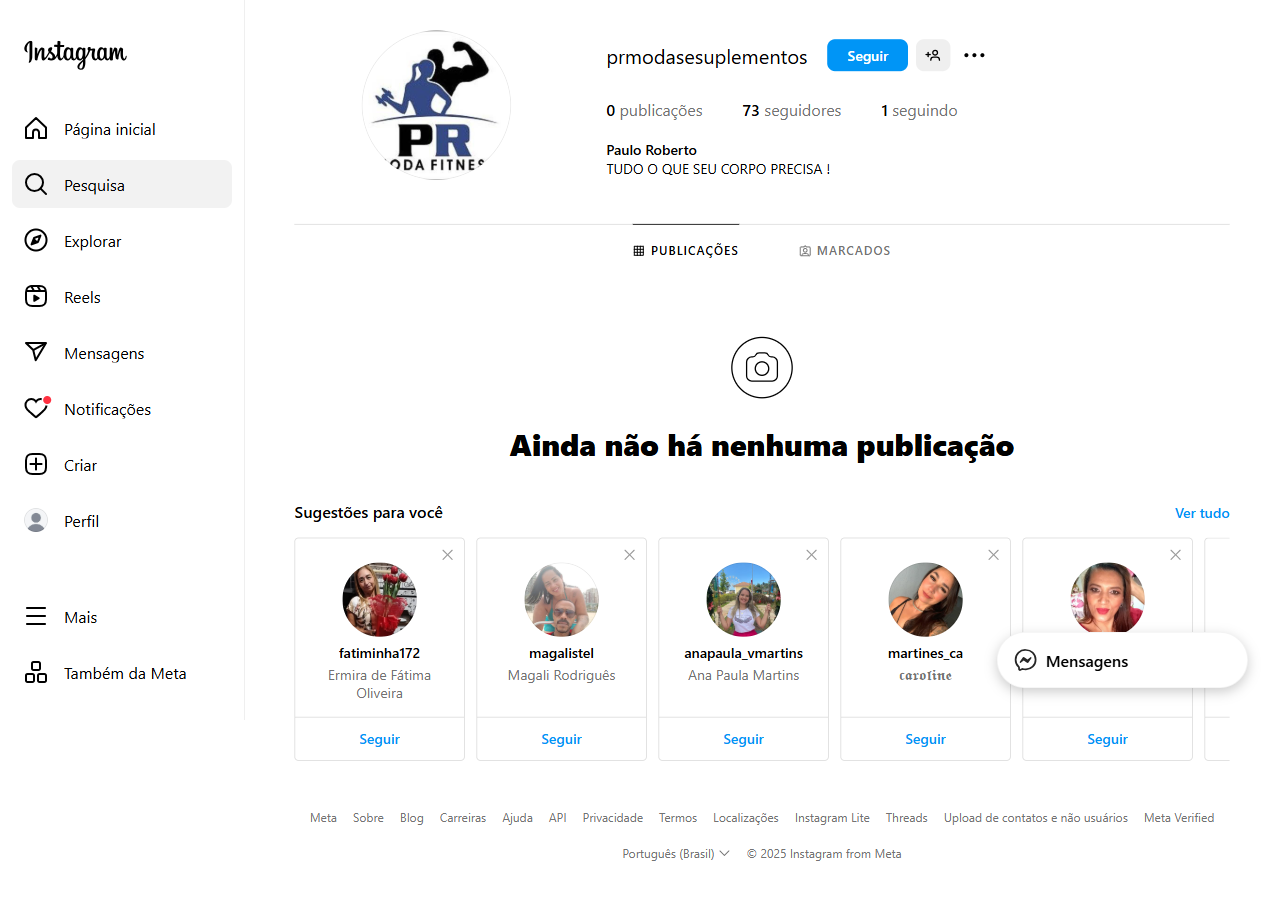 Instagram
Página inicial
Pesquisa
Explorar
Reels
Mensagens
Notificações
Criar
Perfil
Mais
Também da Meta
PR
ODA FITNES
prmodasesuplementos Seguir
0 publicações 73 seguidores 1 seguindo
Paulo Roberto
TUDO O QUE SEU CORPO PRECISA !
PUBLICAÇÕES MARCADOS
Ainda não há nenhuma publicação
Sugestões para você Ver tudo
fatiminha172
Ermira de Fátima
Oliveira
Seguir
magalistel
Magali Rodriguês
Seguir
anapaula_vmartins
Ana Paula Martins
Seguir
martines_ca
𝖈𝖆𝖗𝖔𝖑𝖎𝖓𝖊
Seguir
Seguir
Mensagens
Meta Sobre Blog Carreiras Ajuda API Privacidade Termos Localizações Instagram Lite Threads Upload de contatos e não usuários Meta Verified
Português (Brasil) © 2025 Instagram from Meta